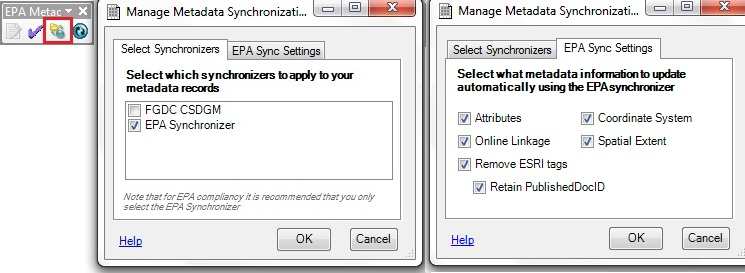 EPA Metac
Manage Metadata Synchronizati...
Select Synchronizers
EPA Sync Settings
Select which synchronizers to apply to your
metadata records
FGDC CSDGM
EPA Synchronizer
Note that for EPA compliancy it is recommended that you only
select the EPA Synchronizer
Help
OK
Cancel
Manage Metadata Synchronizati...
Select Synchronizers
EPA Sync Settings
Select what metadata information to update
automatically using the EPA synchronizer
Attributes
Coordinate System
Online Linkage
Spatial Extent
Remove ESRI tags
Retain PublishedDocID
Help
OK
Cancel